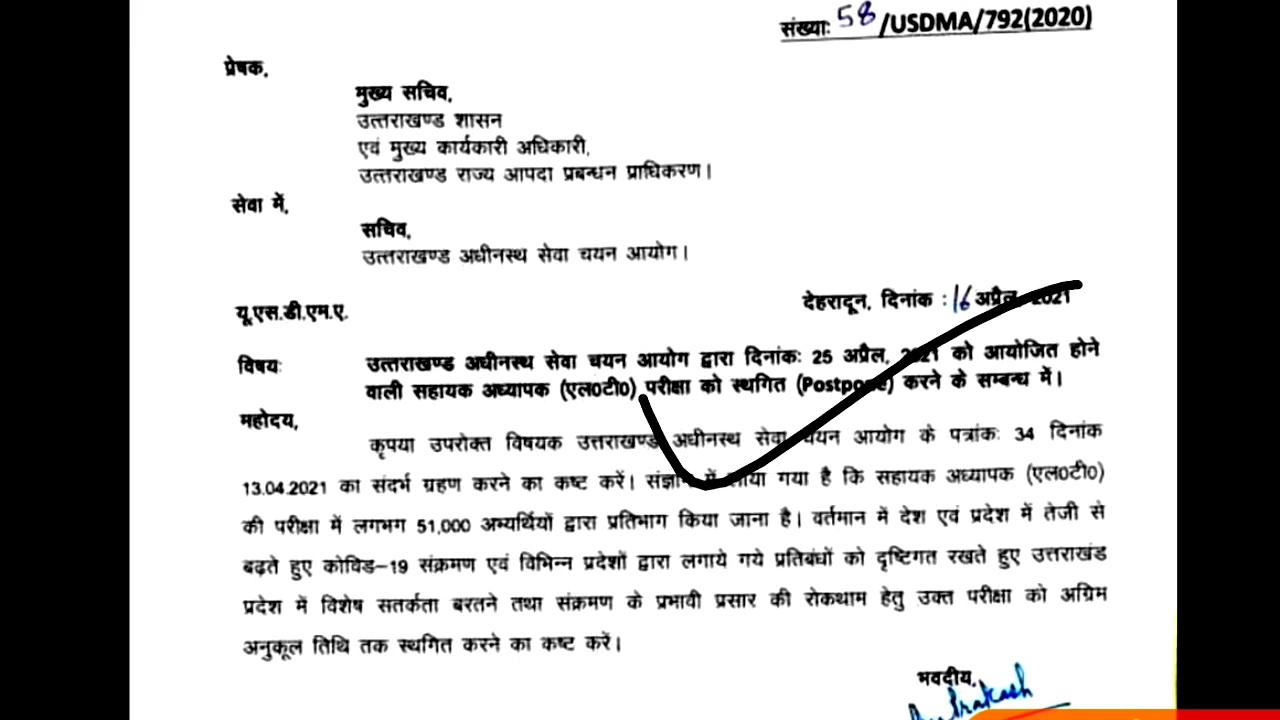 संख्याः 58/USDMA/792(2020)
प्रेषक,
मुख्य सचिव,
उत्तराखण्ड शासन
एवं मुख्य कार्यकारी अधिकारी,
उत्तराखण्ड राज्य आपदा प्रबन्धन प्राधिकरण।
सेवा में,
सचिव,
उत्तराखण्ड अधीनस्थ सेवा चयन आयोग।
यू.एस.डी.एम.ए. देहरादून, दिनांक : 16 अप्रैल, 2021
विषयः उत्तराखण्ड अधीनस्थ सेवा चयन आयोग द्वारा दिनांकः 25 अप्रैल, 2021 को आयोजित होने
वाली सहायक अध्यापक (एल0टी0) परीक्षा को स्थगित (Postpone) करने के सम्बन्ध में।
महोदय,
कृपया उपरोक्त विषयक उत्तराखण्ड अधीनस्थ सेवा चयन आयोग के पत्रांकः 34 दिनांक
13.04.2021 का संदर्भ ग्रहण करने का कष्ट करें। संज्ञान में लाया गया है कि सहायक अध्यापक (एल0टी0)
की परीक्षा में लगभग 51,000 अभ्यर्थियों द्वारा प्रतिभाग किया जाना है। वर्तमान में देश एवं प्रदेश में तेजी से
बढ़ते हुए कोविड–19 संक्रमण एवं विभिन्न प्रदेशों द्वारा लगाये गये प्रतिबंधों को दृष्टिगत रखते हुए उत्तराखंड
प्रदेश में विशेष सतर्कता बरतने तथा संक्रमण के प्रभावी प्रसार की रोकथाम हेतु उक्त परीक्षा को अग्रिम
अनुकूल तिथि तक स्थगित करने का कष्ट करें।
भवदीय,